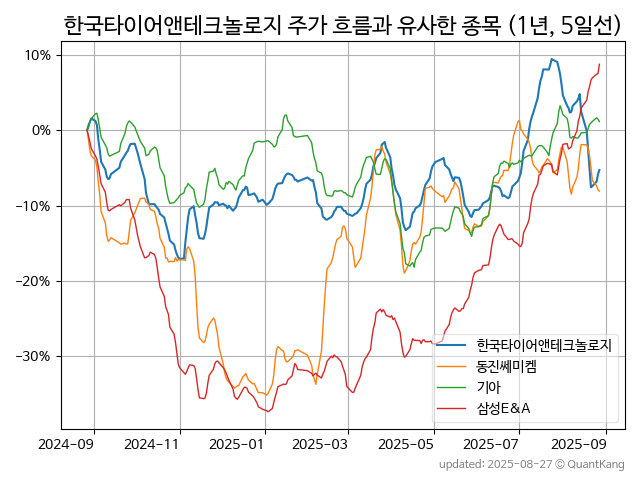 한국타이어앤테크놀로지 주가 흐름과 유사한 종목 (1년, 5일선)
10%
0%
−10%
−20%
−30%
한국타이어앤테크놀로지
동진쎄미켐
기아
삼성E&A
2024-09 2024-11 2025-01 2025-03 2025-05 2025-07 2025-09
updated: 2025-08-27 © QuantKang